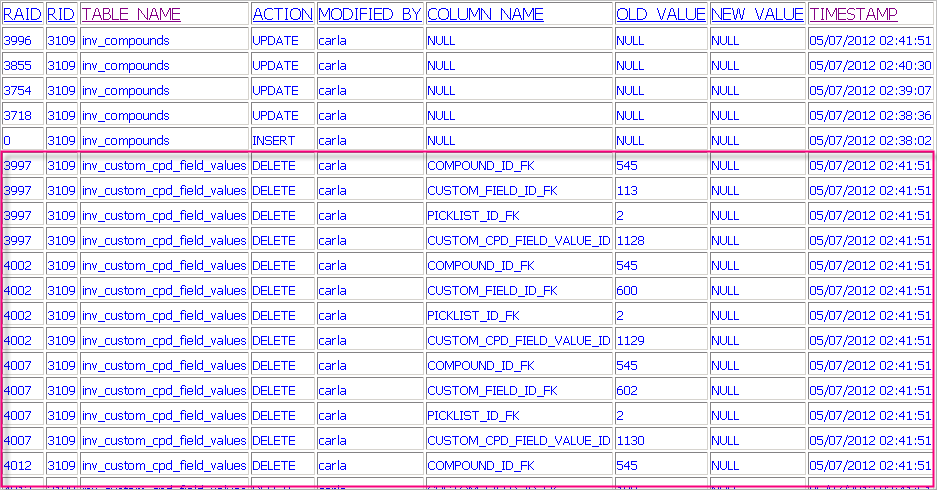 RAID RID TABLE_NAME ACTION MODIFIED_BY COLUMN_NAME OLD_VALUE NEW_VALUE TIMESTAMP
3996 3109 inv_compounds UPDATE carla NULL NULL NULL 05/07/2012 02:41:51
3855 3109 inv_compounds UPDATE carla NULL NULL NULL 05/07/2012 02:40:30
3754 3109 inv_compounds UPDATE carla NULL NULL NULL 05/07/2012 02:39:07
3718 3109 inv_compounds UPDATE carla NULL NULL NULL 05/07/2012 02:38:36
0 3109 inv_compounds INSERT carla NULL NULL NULL 05/07/2012 02:38:02
3997 3109 inv_custom_cpd_field_values DELETE carla COMPOUND_ID_FK 545 NULL 05/07/2012 02:41:51
3997 3109 inv_custom_cpd_field_values DELETE carla CUSTOM_FIELD_ID_FK 113 NULL 05/07/2012 02:41:51
3997 3109 inv_custom_cpd_field_values DELETE carla PICKLIST_ID_FK 2 NULL 05/07/2012 02:41:51
3997 3109 inv_custom_cpd_field_values DELETE carla CUSTOM_CPD_FIELD_VALUE_ID 1128 NULL 05/07/2012 02:41:51
4002 3109 inv_custom_cpd_field_values DELETE carla COMPOUND_ID_FK 545 NULL 05/07/2012 02:41:51
4002 3109 inv_custom_cpd_field_values DELETE carla CUSTOM_FIELD_ID_FK 600 NULL 05/07/2012 02:41:51
4002 3109 inv_custom_cpd_field_values DELETE carla PICKLIST_ID_FK 2 NULL 05/07/2012 02:41:51
4002 3109 inv_custom_cpd_field_values DELETE carla CUSTOM_CPD_FIELD_VALUE_ID 1129 NULL 05/07/2012 02:41:51
4007 3109 inv_custom_cpd_field_values DELETE carla COMPOUND_ID_FK 545 NULL 05/07/2012 02:41:51
4007 3109 inv_custom_cpd_field_values DELETE carla CUSTOM_FIELD_ID_FK 602 NULL 05/07/2012 02:41:51
4007 3109 inv_custom_cpd_field_values DELETE carla PICKLIST_ID_FK 2 NULL 05/07/2012 02:41:51
4007 3109 inv_custom_cpd_field_values DELETE carla CUSTOM_CPD_FIELD_VALUE_ID 1130 NULL 05/07/2012 02:41:51
4012 3109 inv_custom_cpd_field_values DELETE carla COMPOUND_ID_FK 545 NULL 05/07/2012 02:41:51